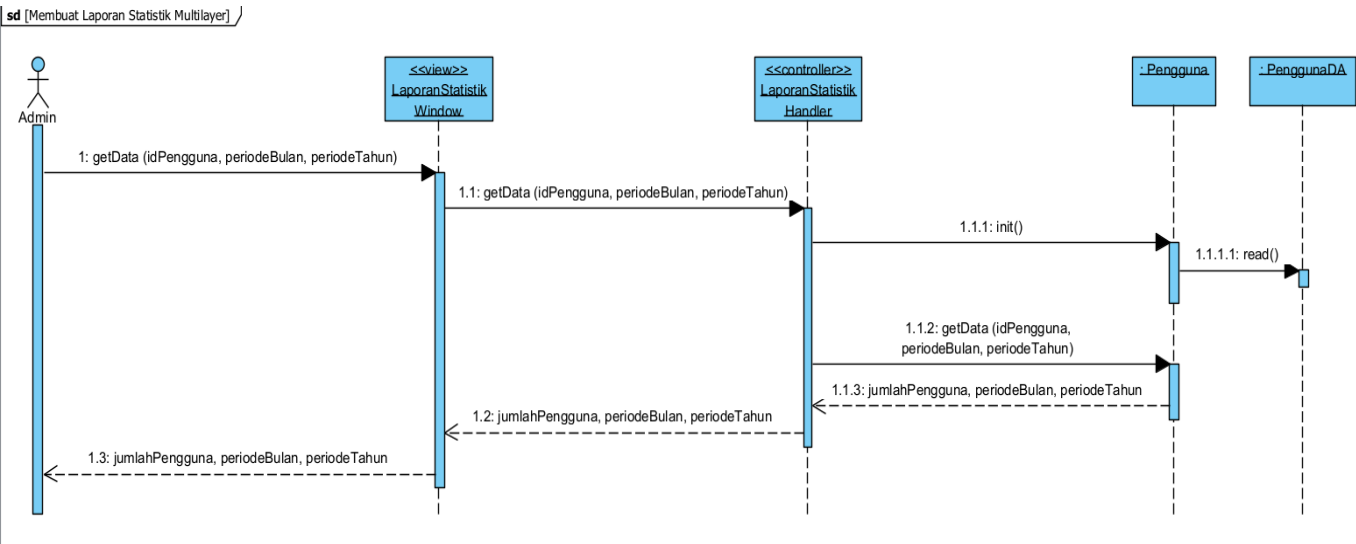 sd [Membuat Laporan Statistik Multilayer]
Admin
<<view>>
LaporanStatistik
Window
<<controller>>
LaporanStatistik
Handler
: Pengguna
: PenggunaDA
1: getData (idPengguna, periodeBulan, periodeTahun)
1.1: getData (idPengguna, periodeBulan, periodeTahun)
1.1.1: init()
1.1.1.1: read()
1.1.2: getData (idPengguna,
periodeBulan, periodeTahun)
1.1.3: jumlahPengguna, periodeBulan, periodeTahun
1.2: jumlahPengguna, periodeBulan, periodeTahun
1.3: jumlahPengguna, periodeBulan, periodeTahun